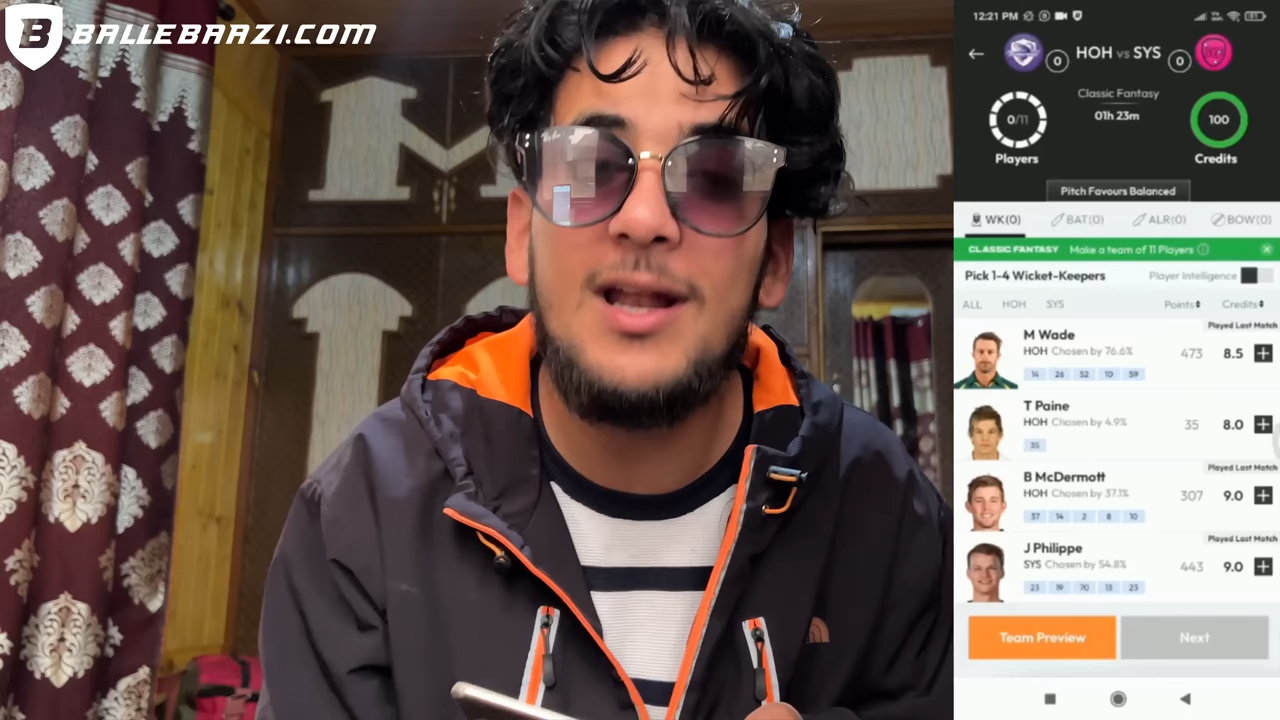 B BALLEBAAZI.COM
12:21 PM
0 HOH vs SYS 0
Classic Fantasy
01h 23m
0/11
100
Players
Credits
Pitch Favours Balanced
WK(0) BAT(0) ALR(0) BOW(0)
CLASSIC FANTASY Make a team of 11 Players
Pick 1-4 Wicket-Keepers Player Intelligence
ALL HOH SYS Points Credits
Played Last Match
M Wade
HOH Chosen by 76.6% 473 8.5
14 26 52 10 59
T Paine
HOH Chosen by 4.9% 35 8.0
35
Played Last Match
B McDermott
HOH Chosen by 37.1% 307 9.0
37 14 2 8 10
Played Last Match
J Philippe
SYS Chosen by 54.8% 443 9.0
23 19 70 13 23
Team Preview Next